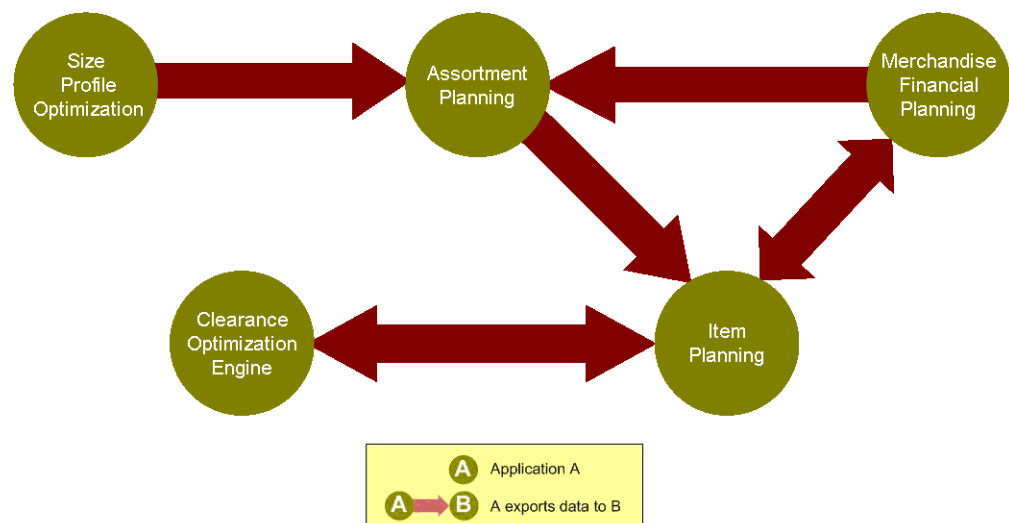 Size
Profile
Optimization
Assortment
Planning
Merchandise
Financial
Planning
Clearance
Optimization
Engine
Item
Planning
A Application A
A B A exports data to B